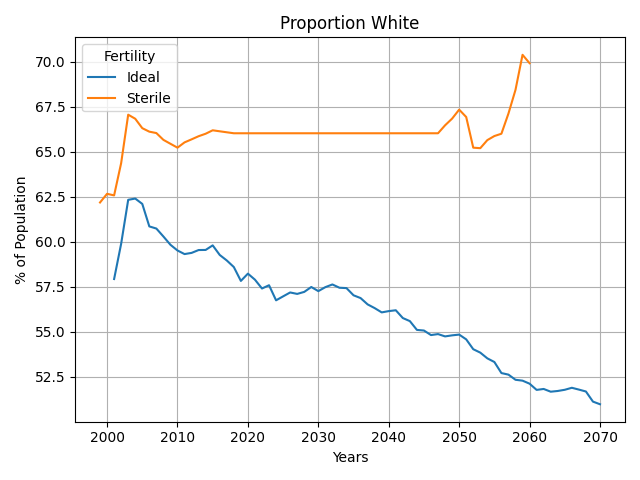 Proportion White
Fertility
Ideal
Sterile
% of Population
70.0
67.5
65.0
62.5
60.0
57.5
55.0
52.5
2000 2010 2020 2030 2040 2050 2060 2070
Years